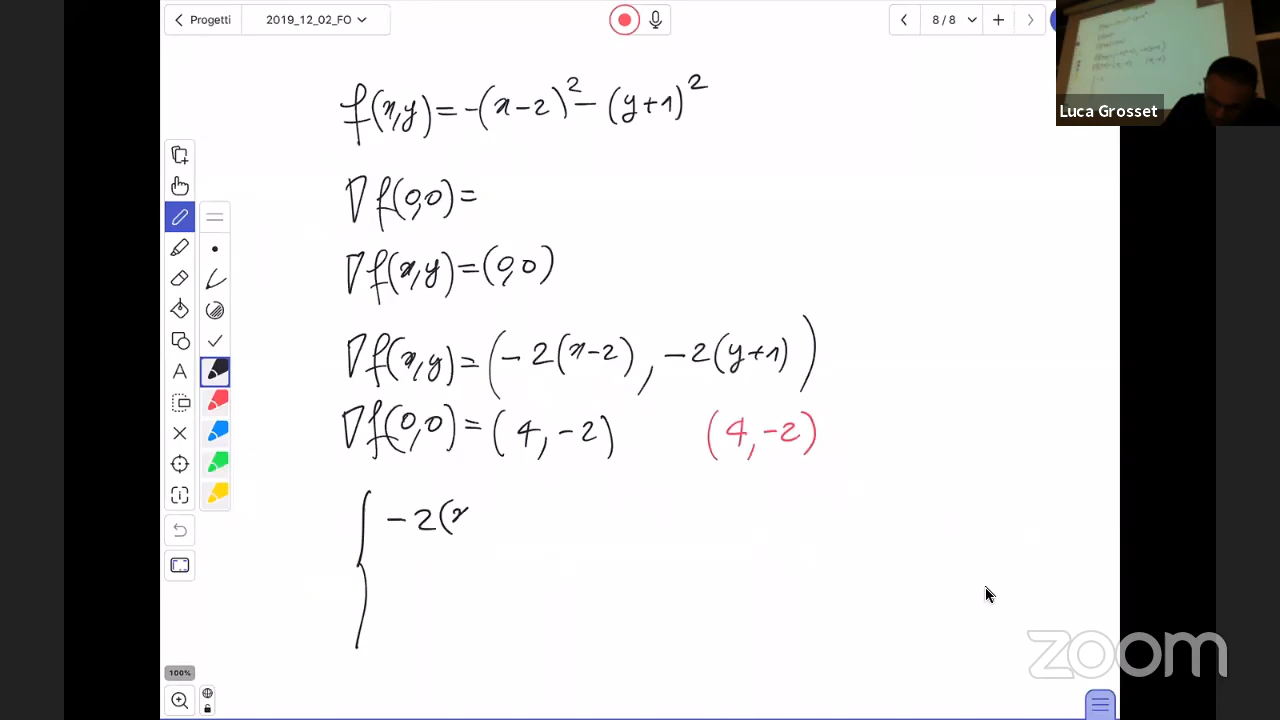 Progetti
2019_12_02_FO
8/8
Luca Grosset
f(x,y)=-(x-2)²-(y+1)²
∇f(0,0)=
∇f(x,y)=(0,0)
∇f(x,y)=(-2(x-2),-2(y+1))
∇f(0,0)=(4,-2) (4,-2)
{ -2(x
A
100%
zoom